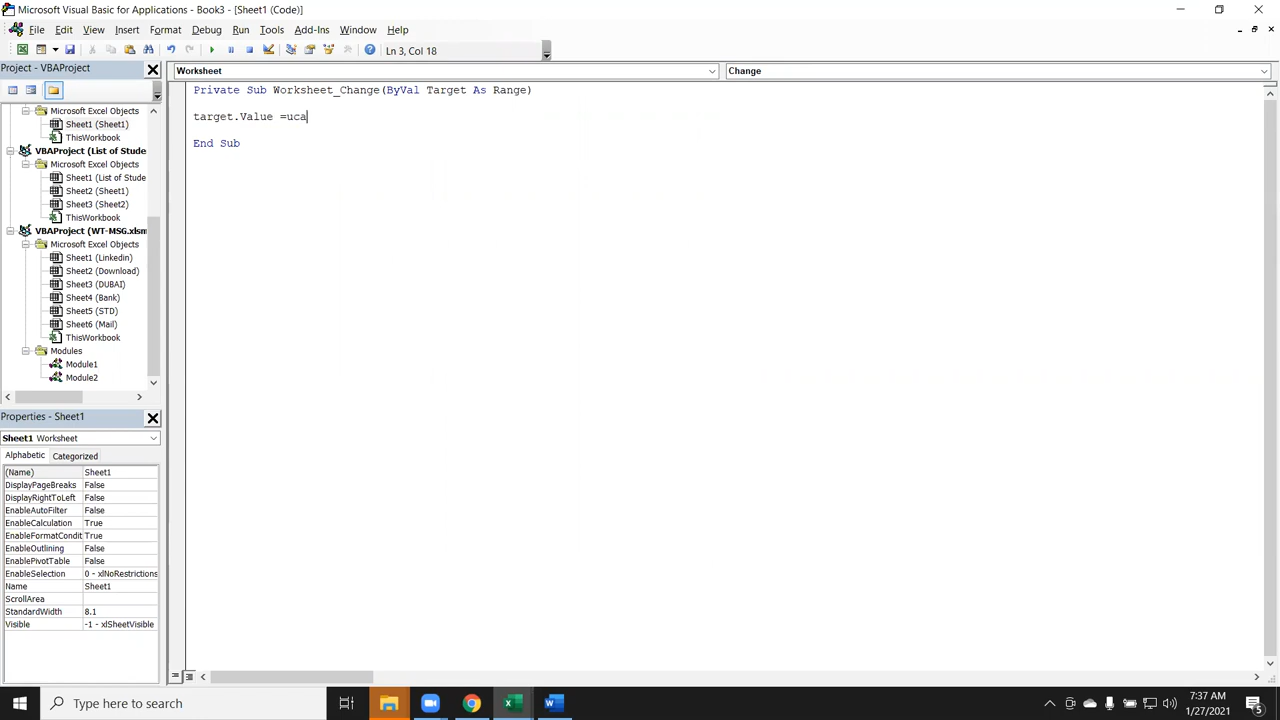 Microsoft Visual Basic for Applications - Book3 - [Sheet1 (Code)]
File Edit View Insert Format Debug Run Tools Add-Ins Window Help
Ln 3, Col 18
Project - VBAProject
Microsoft Excel Objects
Sheet1 (Sheet1)
ThisWorkbook
VBAProject (List of Stude
Microsoft Excel Objects
Sheet1 (List of Stude
Sheet2 (Sheet1)
Sheet3 (Sheet2)
ThisWorkbook
VBAProject (WT-MSG.xlsm
Microsoft Excel Objects
Sheet1 (Linkedin)
Sheet2 (Download)
Sheet3 (DUBAI)
Sheet4 (Bank)
Sheet5 (STD)
Sheet6 (Mail)
ThisWorkbook
Modules
Module1
Module2
Properties - Sheet1
Sheet1 Worksheet
Alphabetic Categorized
(Name) Sheet1
DisplayPageBreaks False
DisplayRightToLeft False
EnableAutoFilter False
EnableCalculation True
EnableFormatCondit True
EnableOutlining False
EnablePivotTable False
EnableSelection 0 - xlNoRestrictions
Name Sheet1
ScrollArea
StandardWidth 8.1
Visible -1 - xlSheetVisible
Worksheet Change
Private Sub Worksheet_Change(ByVal Target As Range)
target.Value =uca
End Sub
Type here to search
7:37 AM
1/27/2021
5